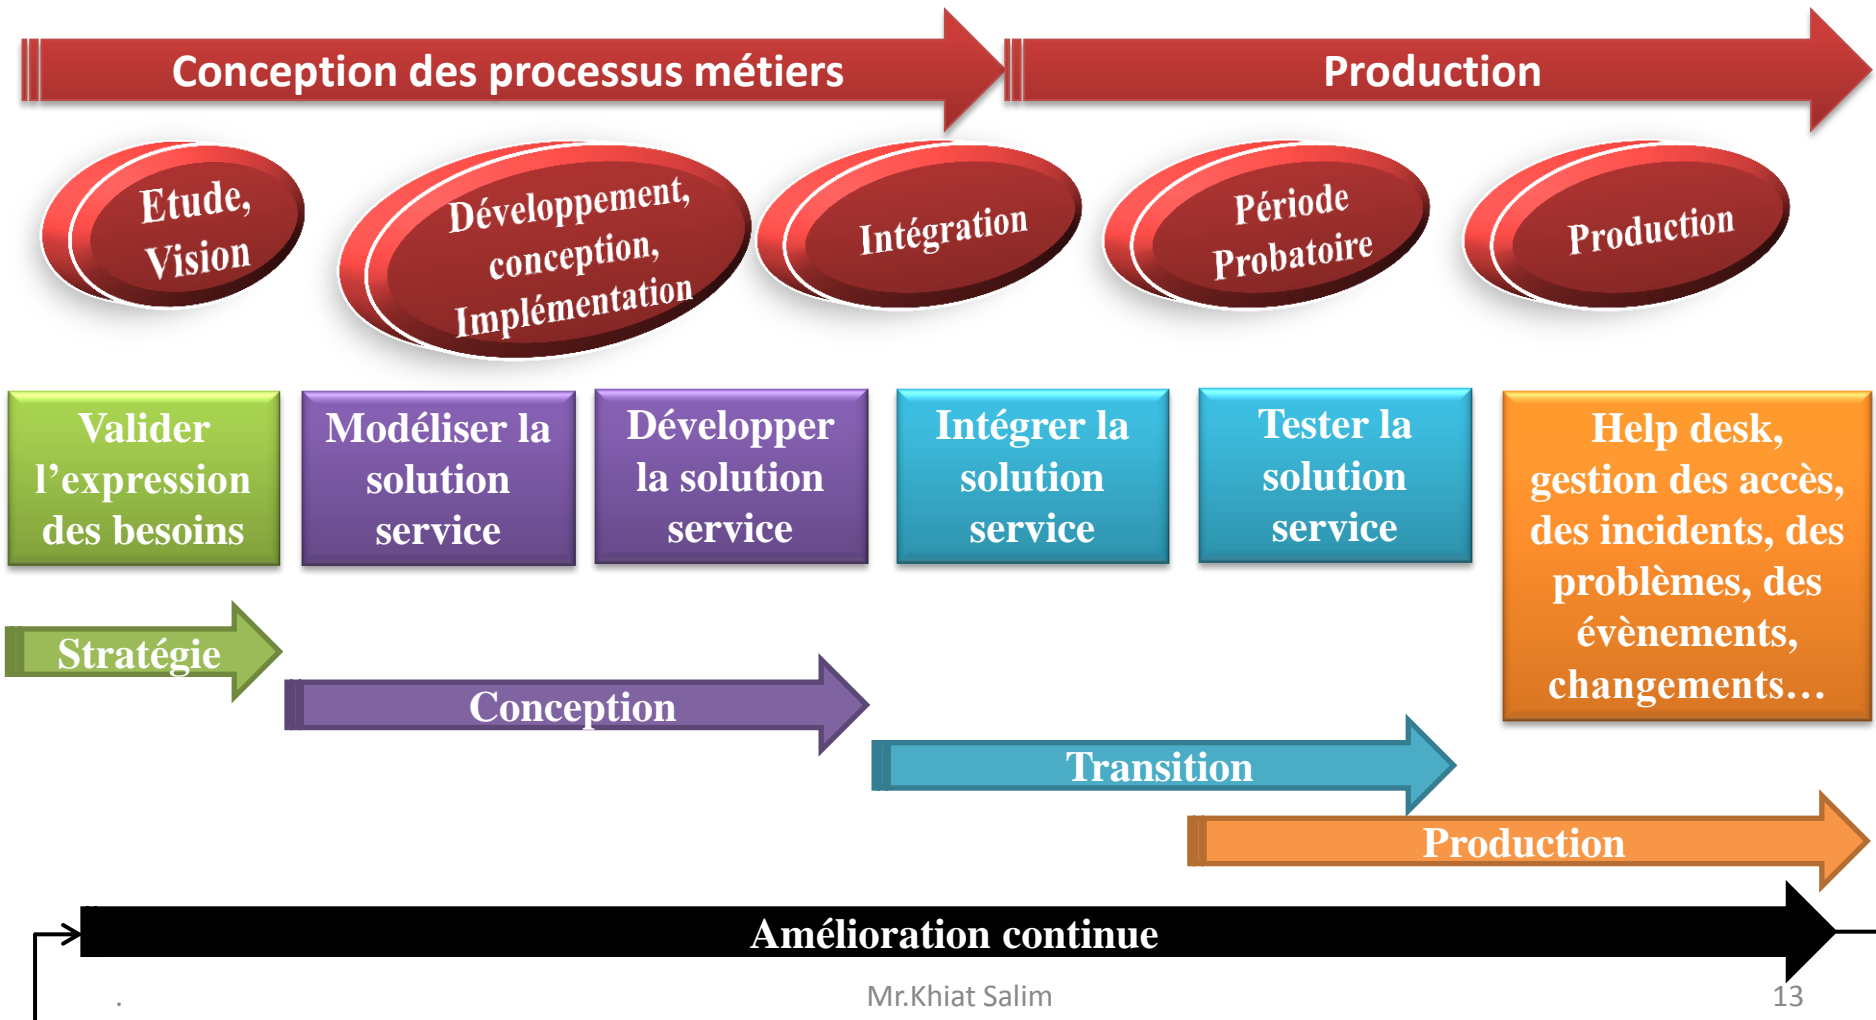 Conception des processus métiers
Production
Etude,
Vision
Développement,
conception,
Implémentation
Intégration
Période
Probatoire
Production
Valider
l’expression
des besoins
Modéliser la
solution
service
Développer
la solution
service
Intégrer la
solution
service
Tester la
solution
service
Help desk,
gestion des accès,
des incidents, des
problèmes, des
évènements,
changements…
Stratégie
Conception
Transition
Production
Amélioration continue
.
Mr.Khiat Salim
13